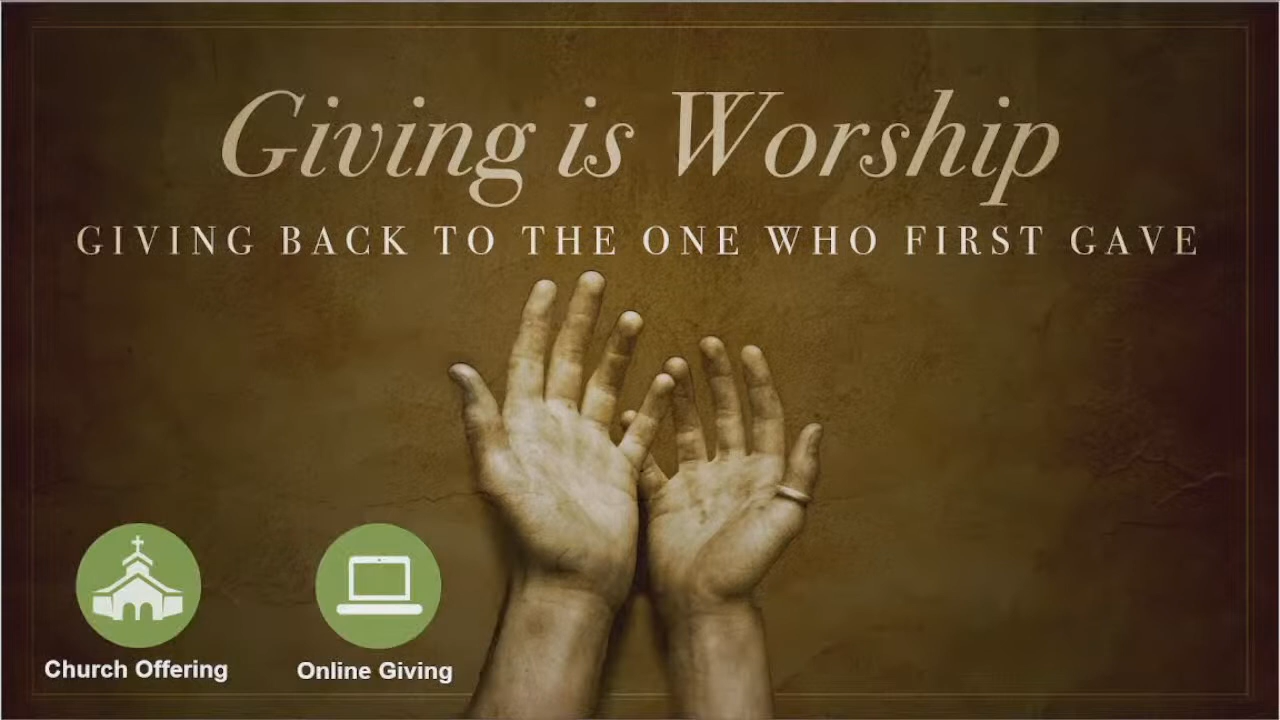 Giving is Worship
GIVING BACK TO THE ONE WHO FIRST GAVE
Church Offering
Online Giving